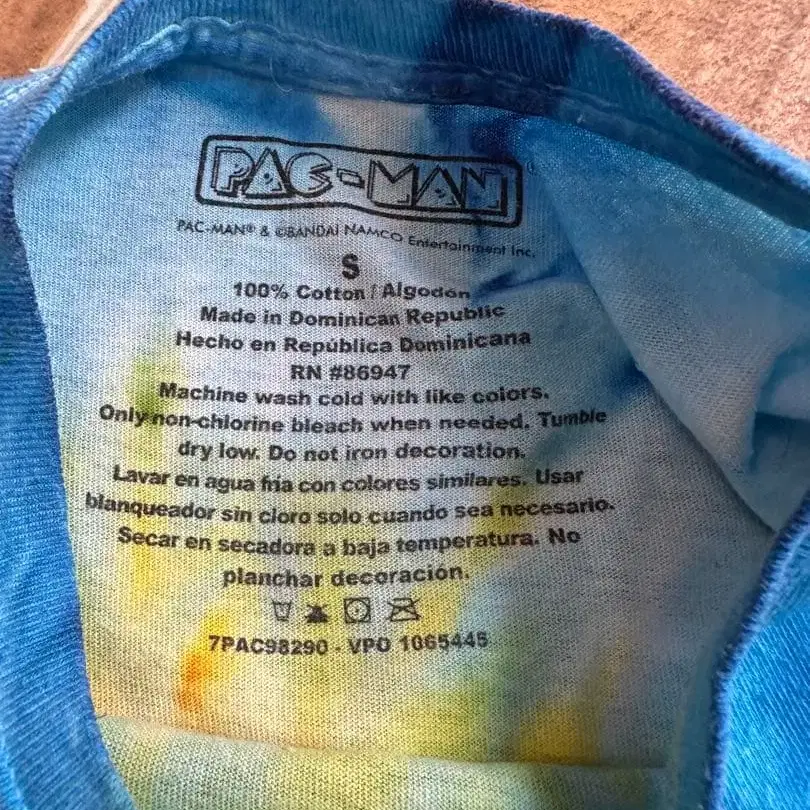 PAC-MAN
PAC-MAN® & ©BANDAI NAMCO Entertainment Inc.
S
100% Cotton / Algodón
Made in Dominican Republic
Hecho en República Dominicana
RN #86947
Machine wash cold with like colors.
Only non-chlorine bleach when needed. Tumble
dry low. Do not iron decoration.
Lavar en agua fria con colores similares. Usar
blanqueador sin cloro solo cuando sea necesario.
Secar en secadora a baja temperatura. No
planchar decoración.
7PAC98290 - VPO 1065445